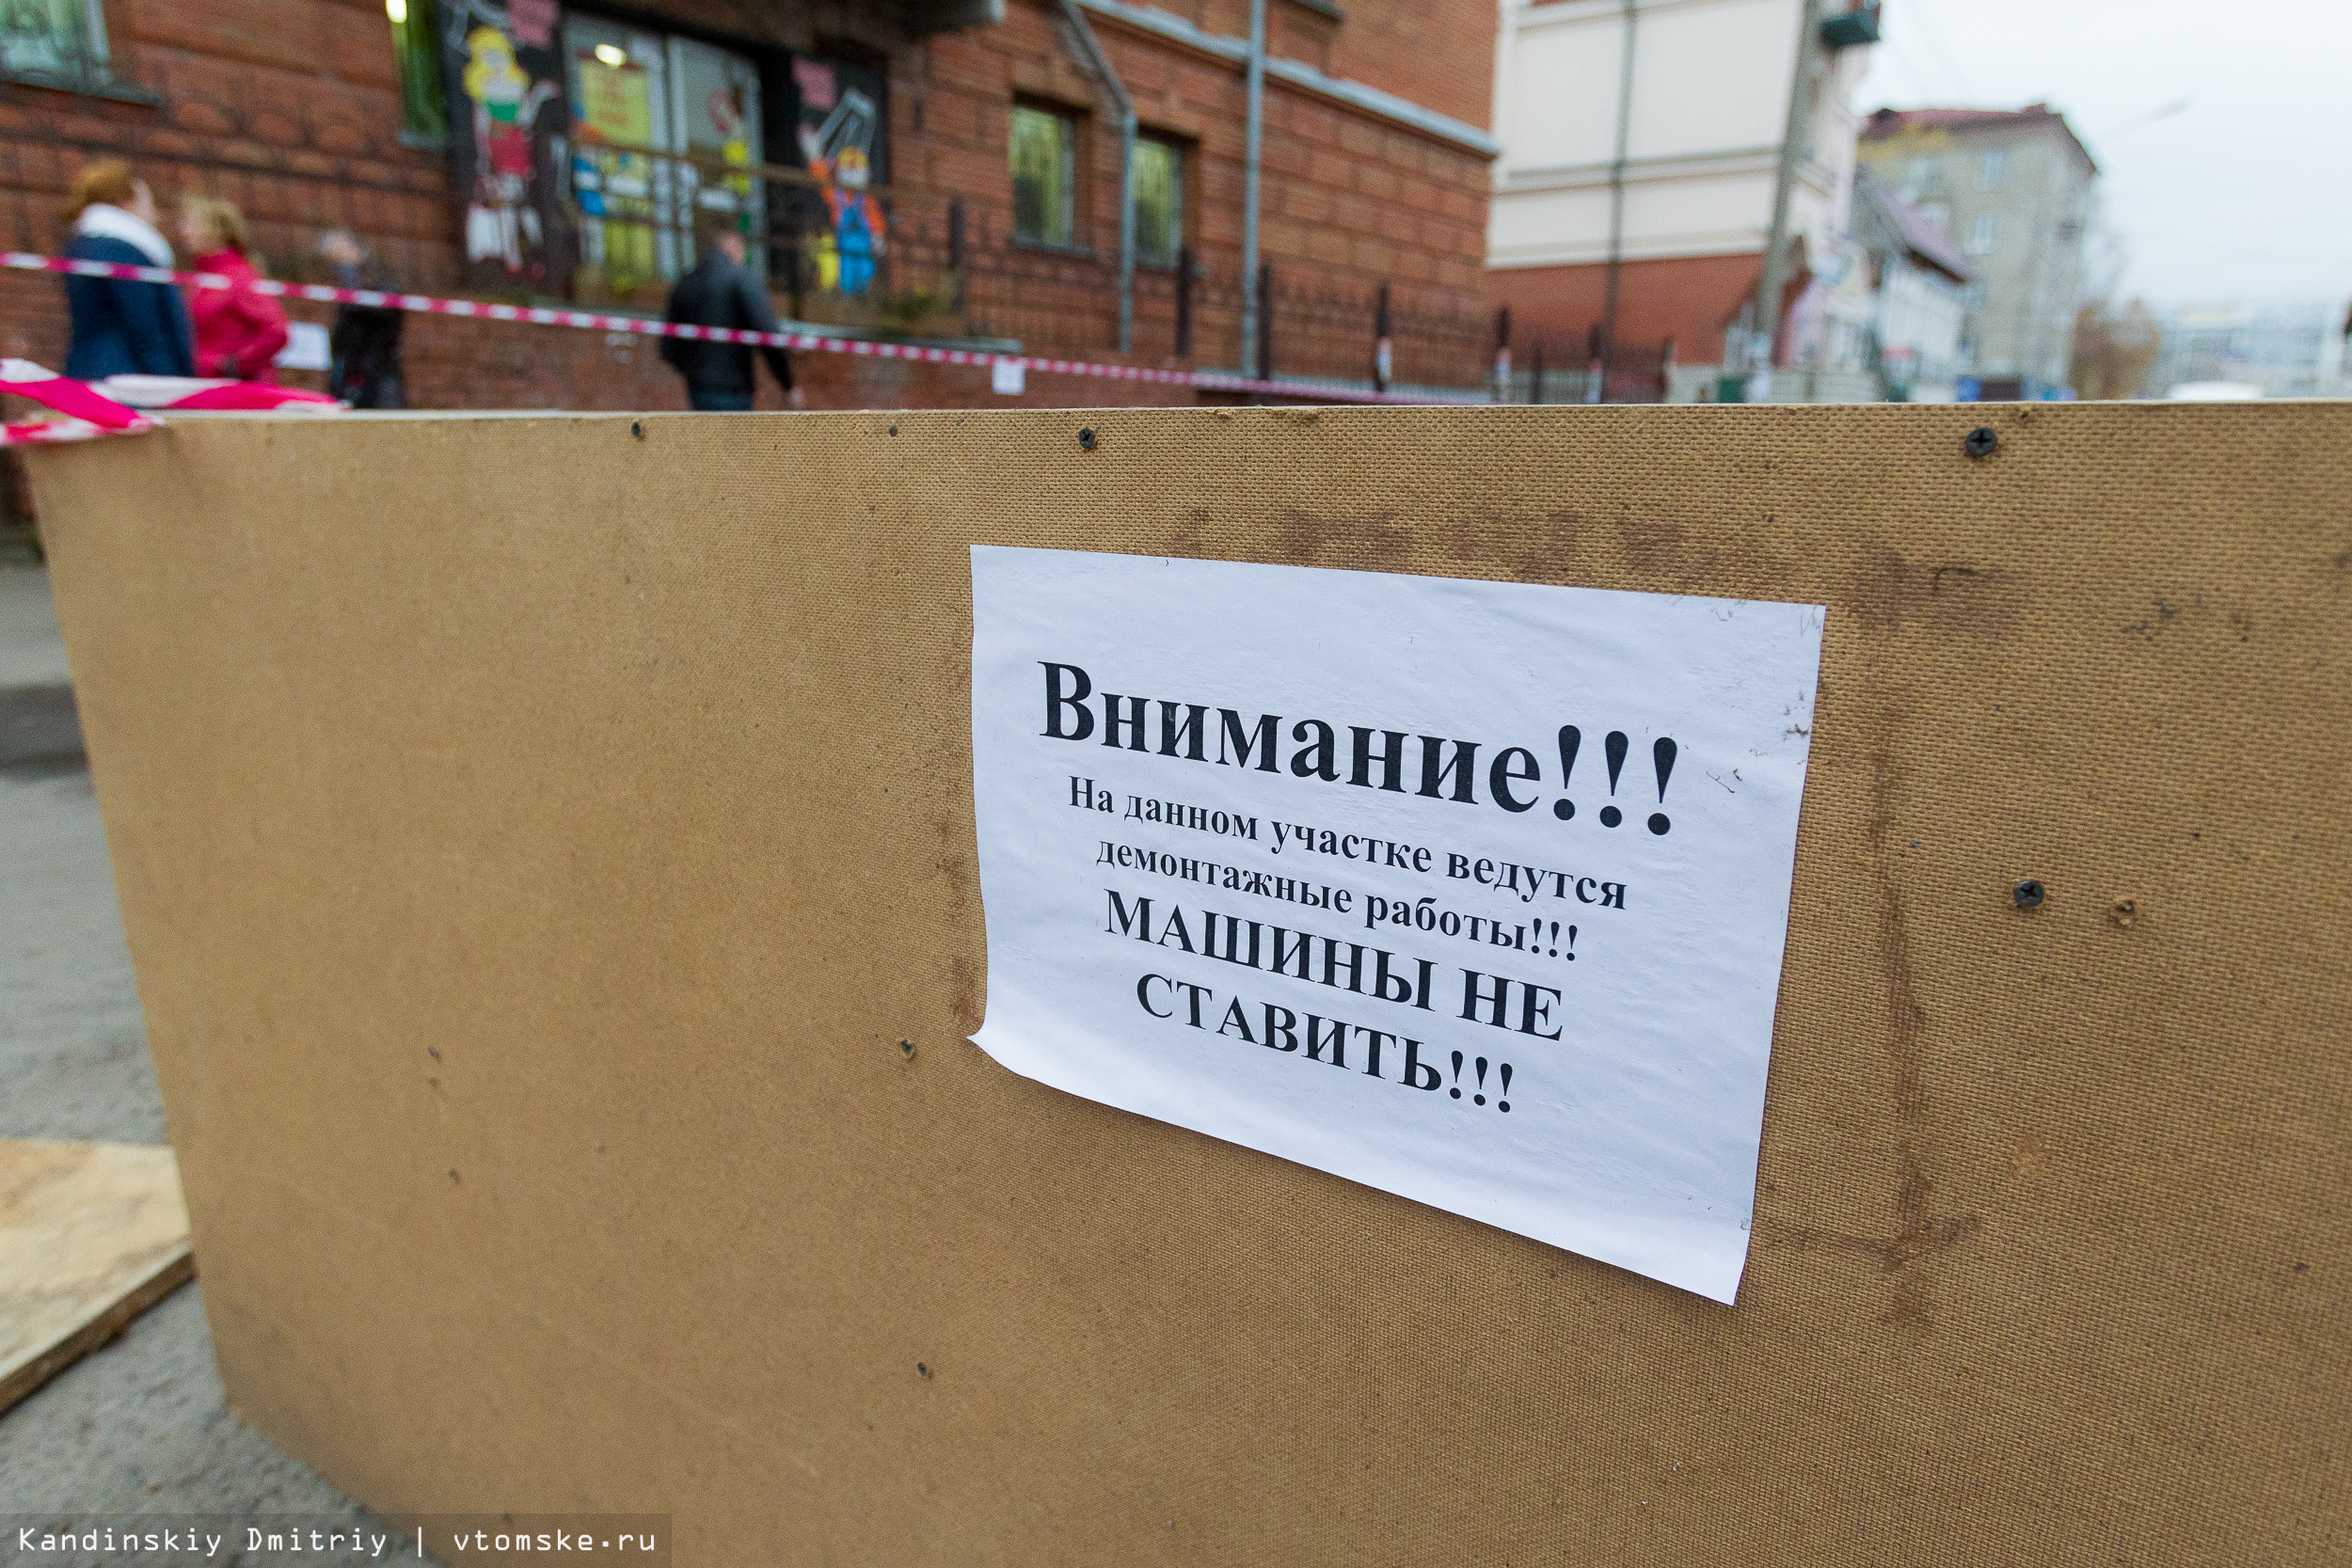 Внимание!!!
На данном участке ведутся
демонтажные работы!!!
МАШИНЫ НЕ
СТАВИТЬ!!!
Kandinskiy Dmitriy | vtomske.ru